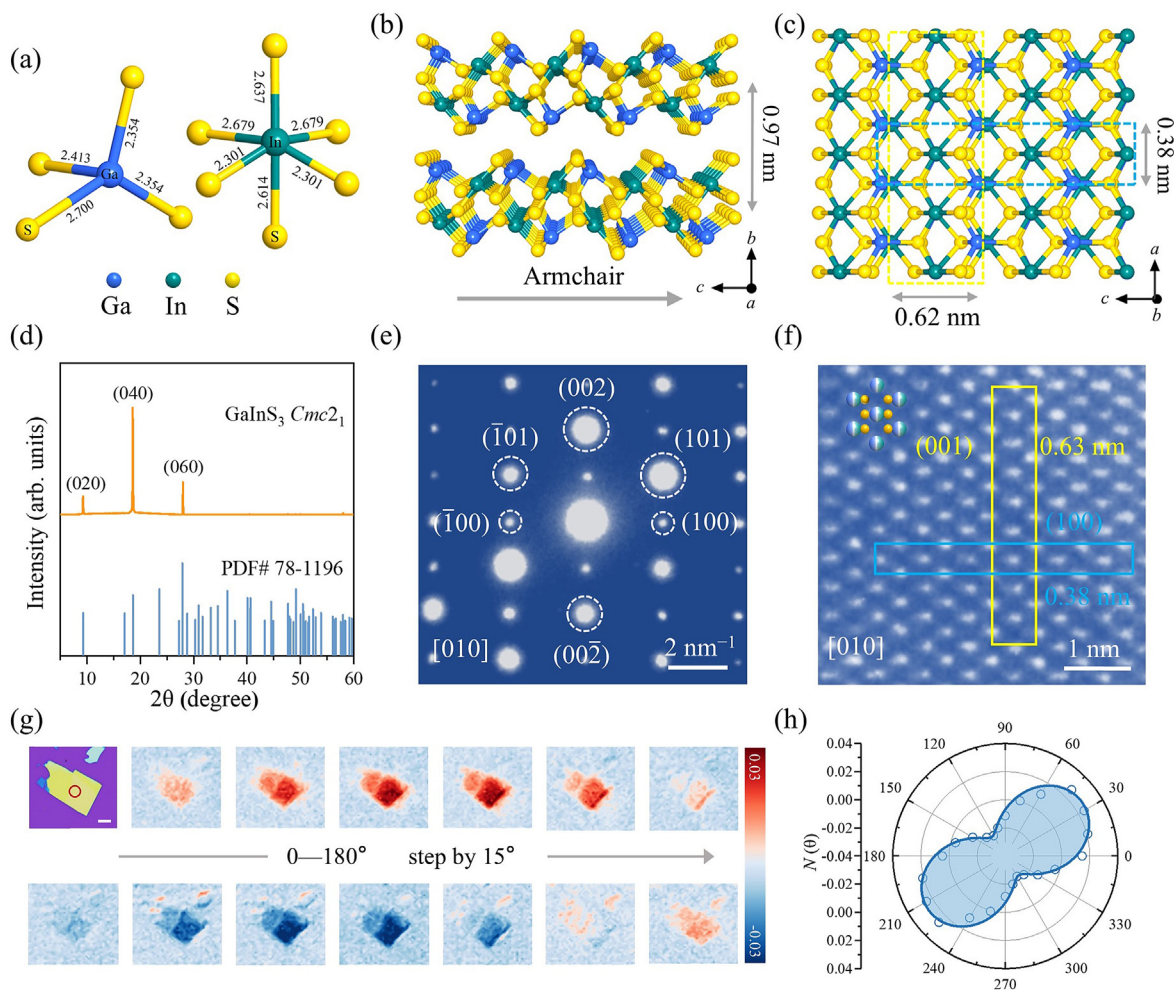 (a)
2.637
2.354
2.679
2.679
2.413
Ga
In
2.301
2.301
2.354
2.700
2.614
S
S
Ga
In
S
(b)
0.97 nm
Armchair
b
c
a
(c)
0.38 nm
0.62 nm
a
c
b
(d)
Intensity (arb. units)
(040)
GaInS₃ Cmc2₁
(020)
(060)
PDF# 78-1196
10 20 30 40 50 60
2θ (degree)
(e)
(002)
(1̅01)
(101)
(1̅00)
(100)
[010]
(002̅)
2 nm⁻¹
(f)
(001)
0.63 nm
(100)
0.38 nm
[010]
1 nm
(g)
0.03
-0.03
0—180° step by 15°
(h)
N (θ)
0.04
0.02
0.00
-0.02
-0.04
-0.02
0.00
0.02
0.04
90
120
60
150
30
180
0
210
330
240
300
270